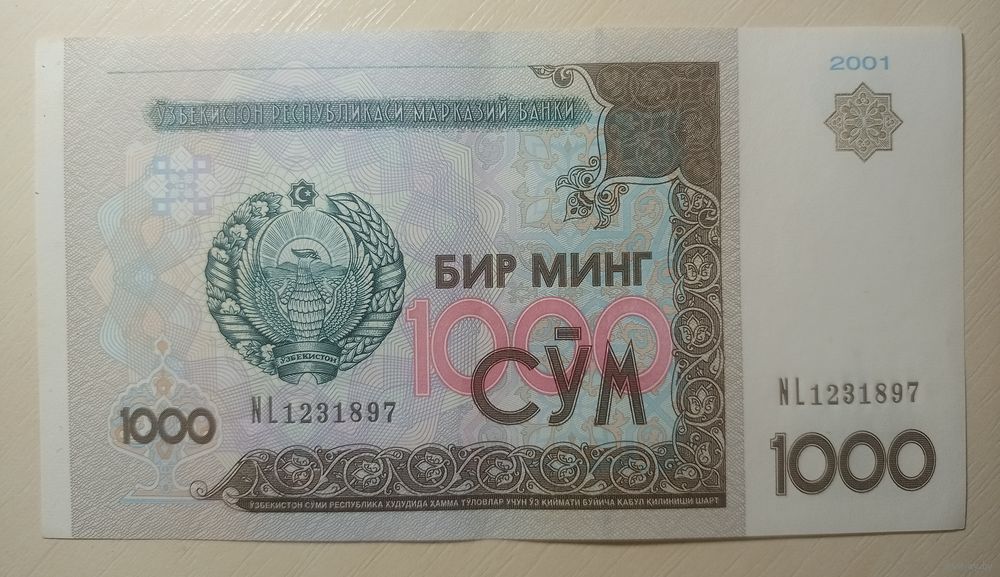 2001
ЎЗБЕКИСТОН РЕСПУБЛИКАСИ МАРКАЗИЙ БАНКИ
БИР МИНГ
1000
СЎМ
ЎЗБЕКИСТОН
NL1231897
NL1231897
1000
1000
ЎЗБЕКИСТОН СЎМИ РЕСПУБЛИКА ҲУДУДИДА ҲАММА ТЎЛОВЛАР УЧУН ЎЗ ҚИЙМАТИ БЎЙИЧА ҚАБУЛ ҚИЛИНИШИ ШАРТ